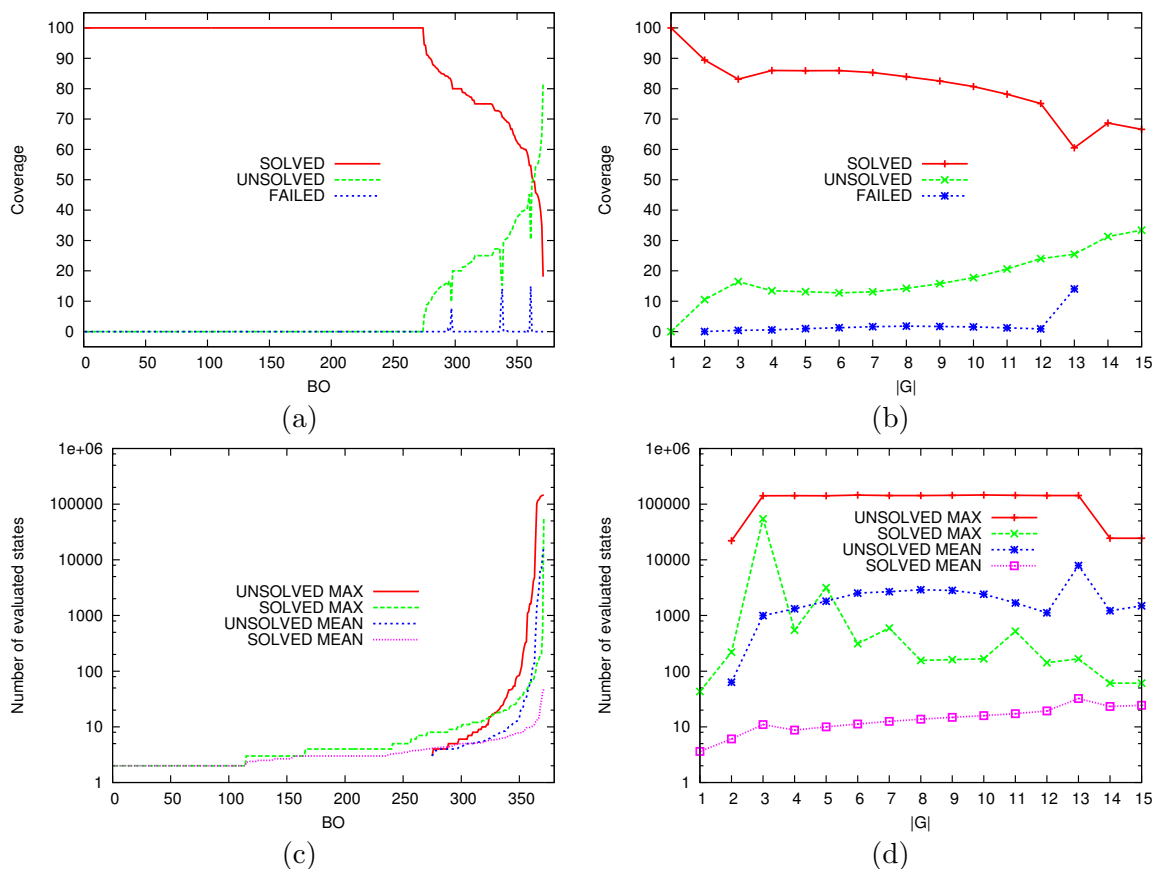 100
90
80
70
60
50
40
30
20
10
0
Coverage
SOLVED
UNSOLVED
FAILED
0 50 100 150 200 250 300 350
BO
(a)
100
90
80
70
60
50
40
30
20
10
0
Coverage
SOLVED
UNSOLVED
FAILED
1 2 3 4 5 6 7 8 9 10 11 12 13 14 15
|G|
(b)
1e+06
100000
10000
1000
100
10
1
Number of evaluated states
UNSOLVED MAX
SOLVED MAX
UNSOLVED MEAN
SOLVED MEAN
0 50 100 150 200 250 300 350
BO
(c)
1e+06
100000
10000
1000
100
10
1
Number of evaluated states
UNSOLVED MAX
SOLVED MAX
UNSOLVED MEAN
SOLVED MEAN
1 2 3 4 5 6 7 8 9 10 11 12 13 14 15
|G|
(d)